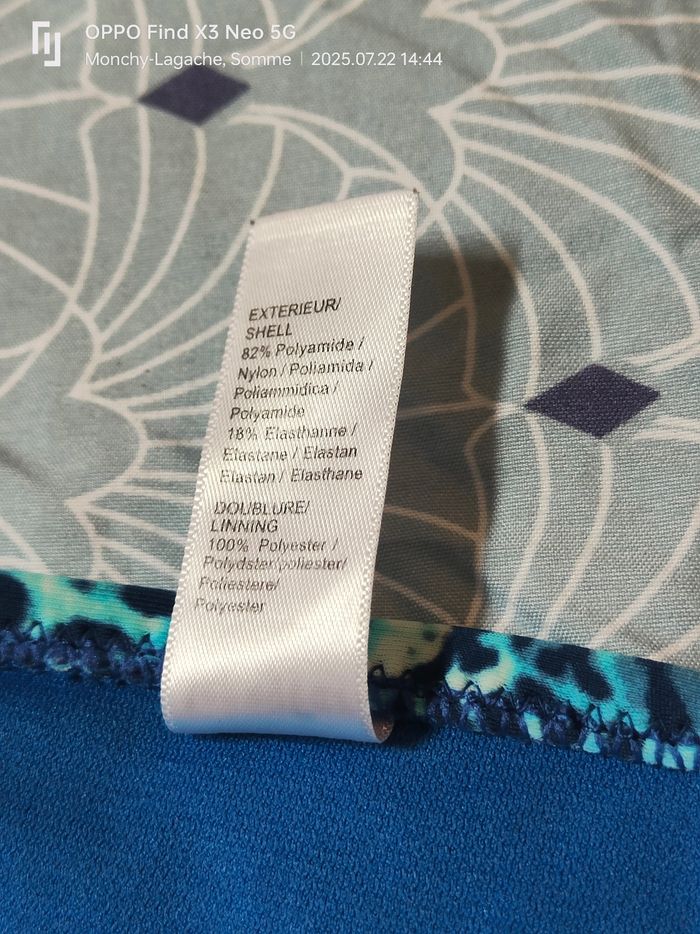 OPPO Find X3 Neo 5G
Monchy-Lagache, Somme | 2025.07.22 14:44
EXTERIEUR/
SHELL
82% Polyamide /
Nylon / Poliamida /
Poliammidica /
Polyamide
18% Elasthanne /
Elastane / Elastan
Elastan / Elasthane
DOUBLURE/
LINNING
100% Polyester /
Polydster/poliester/
Poliestere/
Polyester